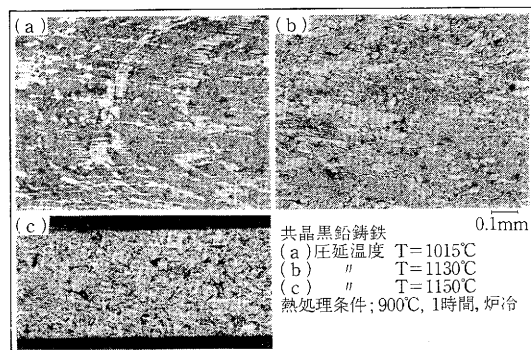 (a)
(b)
(c)
0.1mm
共晶黒鉛鋳鉄
(a)圧延温度 T=1015℃
(b) 〃 T=1130℃
(c) 〃 T=1150℃
熱処理条件;900℃,1時間,炉冷